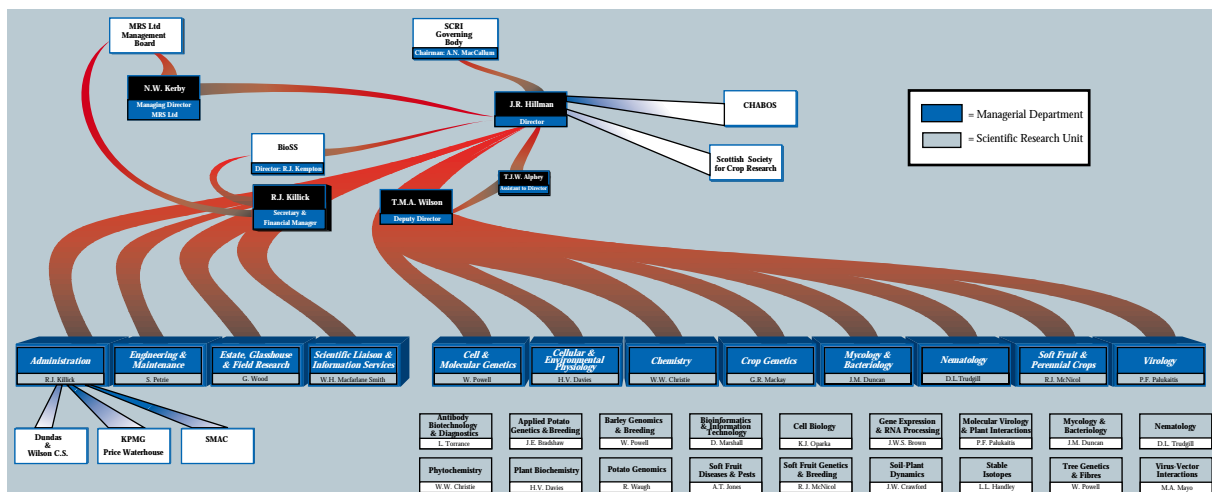 MRS Ltd
Management
Board
SCRI
Governing
Body
Chairman: A.N. MacCallum
N.W. Kerby
Managing Director
MRS Ltd
J.R. Hillman
Director
CHABOS
= Managerial Department
= Scientific Research Unit
BioSS
Director: R.J. Kempton
Scottish Society
for Crop Research
T.J.W. Alphey
Assistant to Director
R.J. Killick
Secretary &
Financial Manager
T.M.A. Wilson
Deputy Director
Administration
R.J. Killick
Engineering &
Maintenance
S. Petrie
Estate, Glasshouse
& Field Research
G. Wood
Scientific Liaison &
Information Services
W.H. Macfarlane Smith
Cell &
Molecular Genetics
W. Powell
Cellular &
Environmental
Physiology
H.V. Davies
Chemistry
W.W. Christie
Crop Genetics
G.R. Mackay
Mycology &
Bacteriology
J.M. Duncan
Nematology
D.L.Trudgill
Soft Fruit &
Perennial Crops
R.J. McNicol
Virology
P.F. Palukaitis
Dundas
&
Wilson C.S.
KPMG
Price Waterhouse
SMAC
Antibody
Biotechnology
& Diagnostics
L. Torrance
Applied Potato
Genetics & Breeding
J.E. Bradshaw
Barley Genomics
& Breeding
W. Powell
Bioinformatics
& Information
Technology
D. Marshall
Cell Biology
K.J. Oparka
Gene Expression
& RNA Processing
J.W.S. Brown
Molecular Virology
& Plant Interactions
P.F. Palukaitis
Mycology &
Bacteriology
J.M. Duncan
Nematology
D.L. Trudgill
Phytochemistry
W.W. Christie
Plant Biochemistry
H.V. Davies
Potato Genomics
R. Waugh
Soft Fruit
Diseases & Pests
A.T. Jones
Soft Fruit Genetics
& Breeding
R. J. McNicol
Soil-Plant
Dynamics
J.W. Crawford
Stable
Isotopes
L.L. Handley
Tree Genetics
& Fibres
W. Powell
Virus-Vector
Interactions
M.A. Mayo